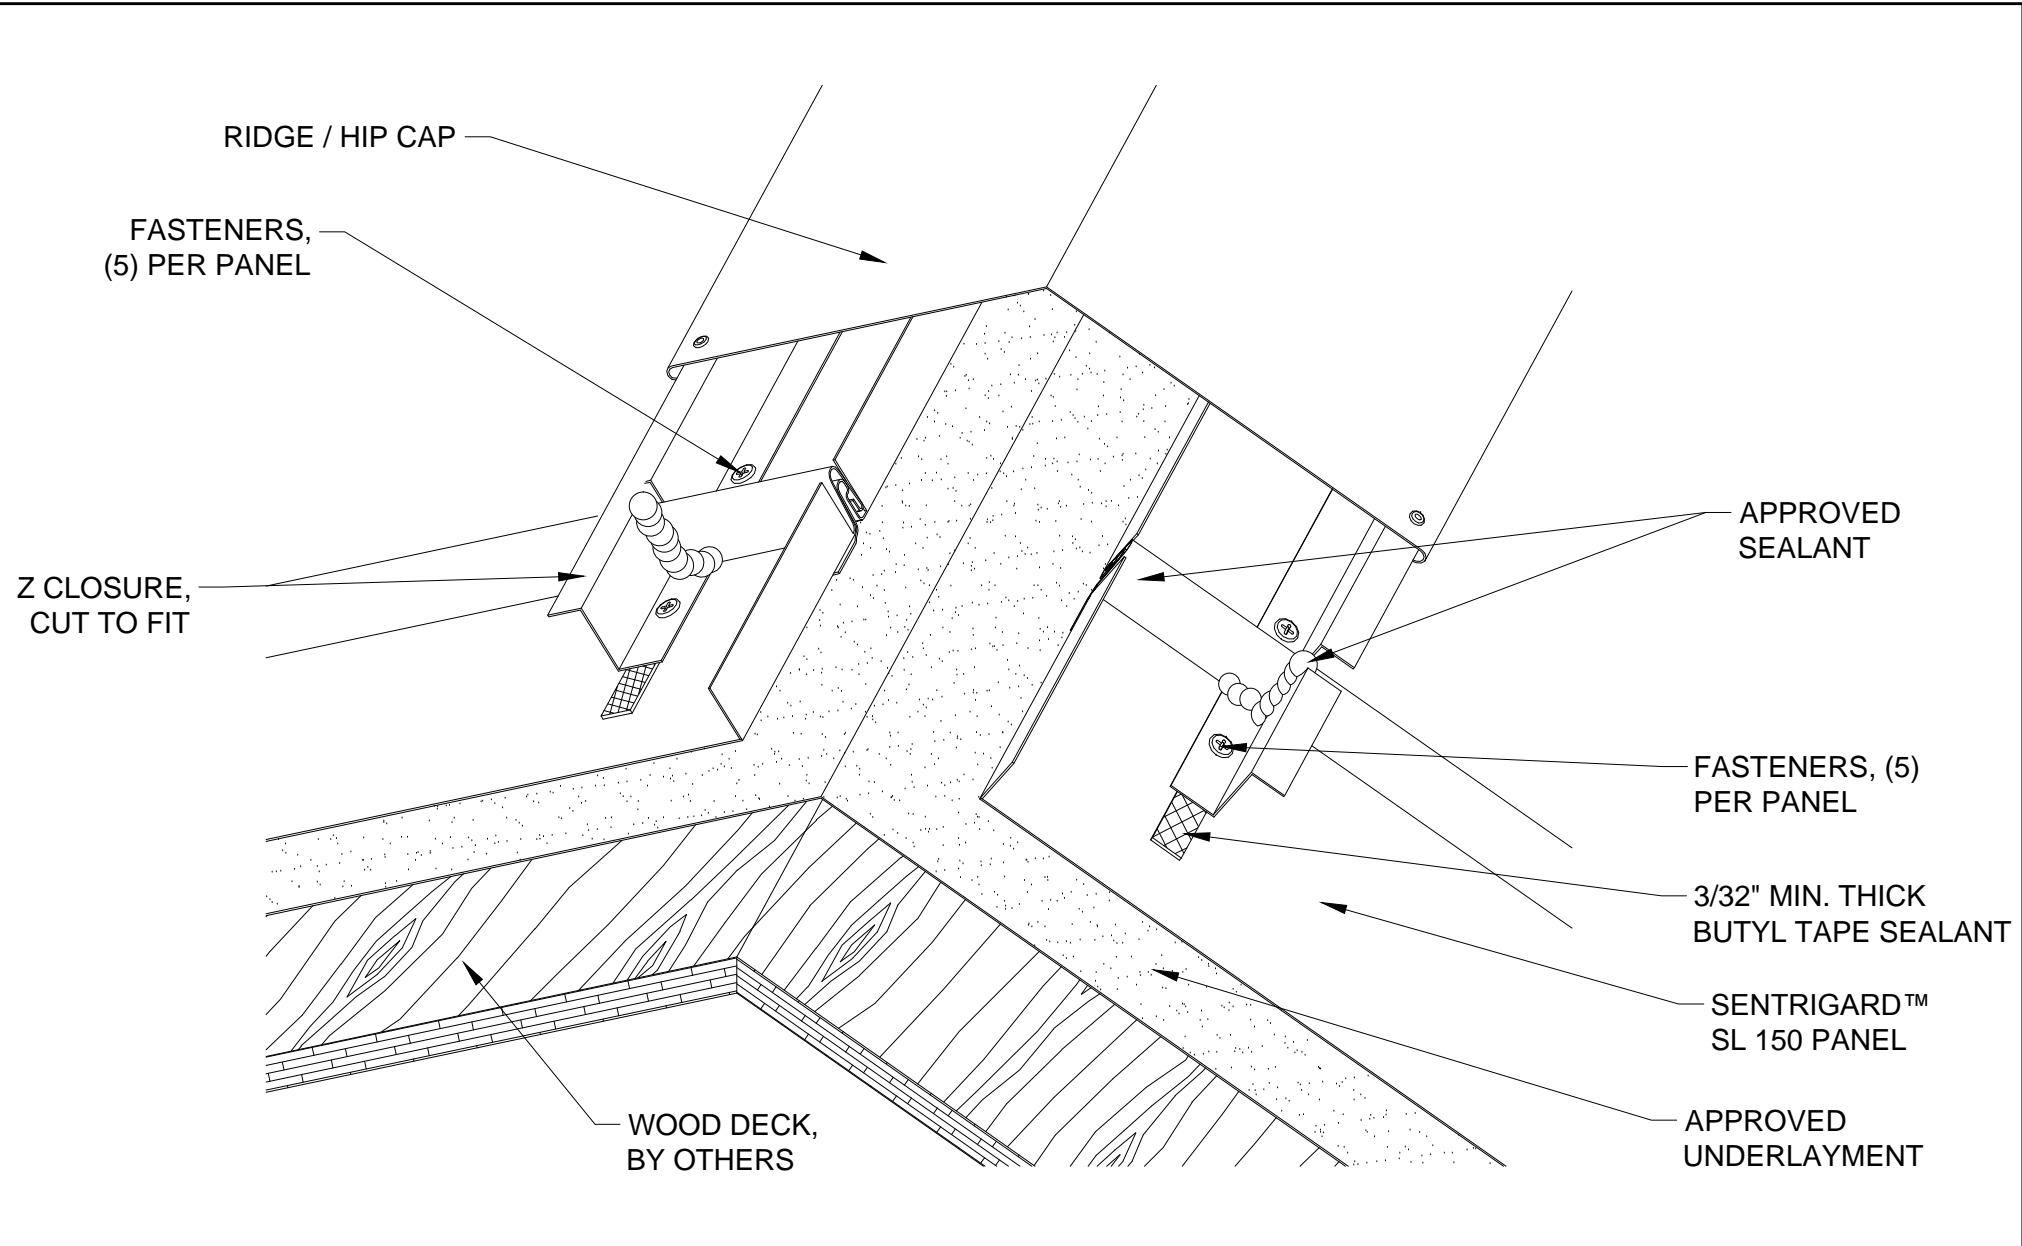 RIDGE / HIP CAP
FASTENERS,
(5) PER PANEL
Z CLOSURE,
CUT TO FIT
APPROVED
SEALANT
FASTENERS, (5)
PER PANEL
3/32" MIN. THICK
BUTYL TAPE SEALANT
SENTRIGARD™
SL 150 PANEL
APPROVED
UNDERLAYMENT
WOOD DECK,
BY OTHERS